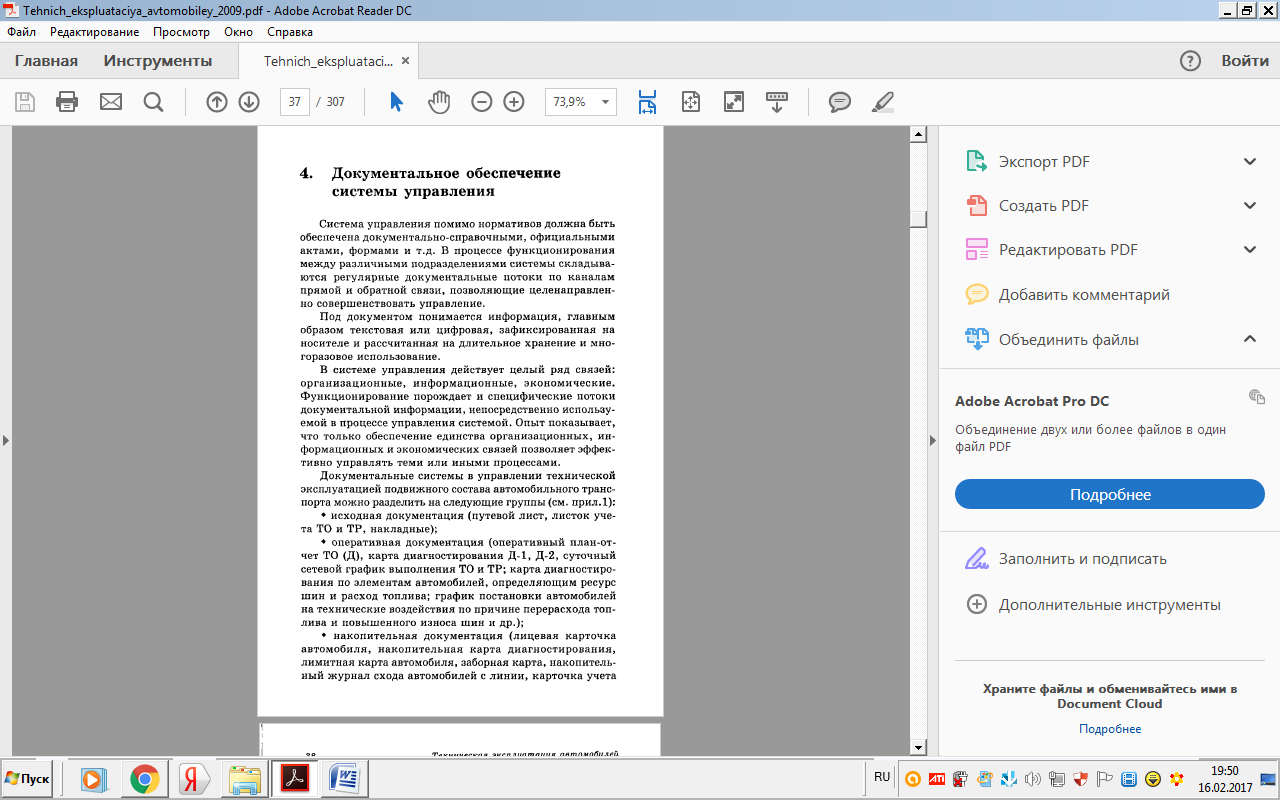 Tehnich_ekspluataciya_avtomobiley_2009.pdf - Adobe Acrobat Reader DC
Файл Редактирование Просмотр Окно Справка
Главная Инструменты Tehnich_ekspluataci... × Войти
37 / 307 73,9%
4. Документальное обеспечение
системы управления
Система управления помимо нормативов должна быть
обеспечена документально-справочными, официальными
актами, формами и т.д. В процессе функционирования
между различными подразделениями системы складыва-
ются регулярные документальные потоки по каналам
прямой и обратной связи, позволяющие целенаправлен-
но совершенствовать управление.
Под документом понимается информация, главным
образом текстовая или цифровая, зафиксированная на
носителе и рассчитанная на длительное хранение и мно-
горазовое использование.
В системе управления действует целый ряд связей:
организационные, информационные, экономические.
Функционирование порождает и специфические потоки
документальной информации, непосредственно используе-
мой в процессе управления системой. Опыт показывает,
что только обеспечение единства организационных, ин-
формационных и экономических связей позволяет эффек-
тивно управлять теми или иными процессами.
Документальные системы в управлении технической
эксплуатацией подвижного состава автомобильного транс-
порта можно разделить на следующие группы (см. прил.1):
• исходная документация (путевой лист, листок уче-
та ТО и ТР, накладные);
• оперативная документация (оперативный план-от-
чет ТО (Д), карта диагностирования Д-1, Д-2, суточный
сетевой график выполнения ТО и ТР; карта диагностиро-
вания по элементам автомобилей, определяющим ресурс
шин и расход топлива; график постановки автомобилей
на технические воздействия по причине перерасхода топ-
лива и повышенного износа шин и др.);
• накопительная документация (лицевая карточка
автомобиля, накопительная карта диагностирования,
лимитная карта автомобиля, заборная карта, накопитель-
ный журнал схода автомобилей с линии, карточка учета
38 Техническая эксплуатация автомобилей
Экспорт PDF
Создать PDF
Редактировать PDF
Добавить комментарий
Объединить файлы
Adobe Acrobat Pro DC
Объединение двух или более файлов в один
файл PDF
Подробнее
Заполнить и подписать
Дополнительные инструменты
Храните файлы и обменивайтесь ими в
Document Cloud
Подробнее
Пуск RU ATI 19:50
16.02.2017